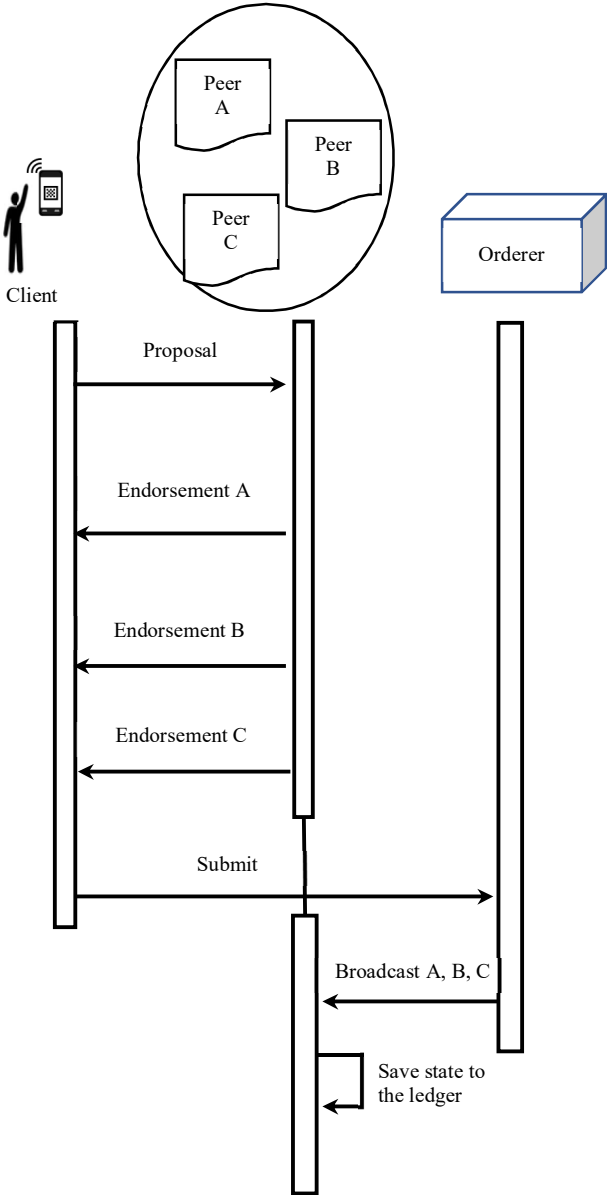 Peer
A
Peer
B
Peer
C
Orderer
Client
Proposal
Endorsement A
Endorsement B
Endorsement C
Submit
Broadcast A, B, C
Save state to
the ledger